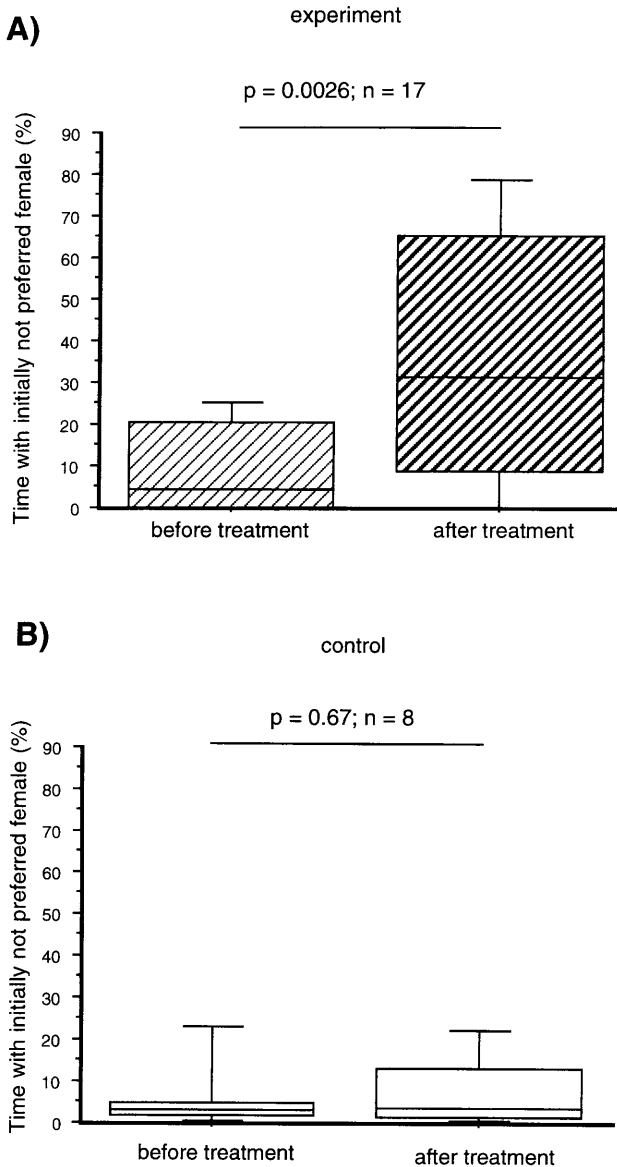 A)
experiment
p = 0.0026; n = 17
Time with initially not preferred female (%)
90
80
70
60
50
40
30
20
10
0
before treatment
after treatment
B)
control
p = 0.67; n = 8
Time with initially not preferred female (%)
90
80
70
60
50
40
30
20
10
0
before treatment
after treatment